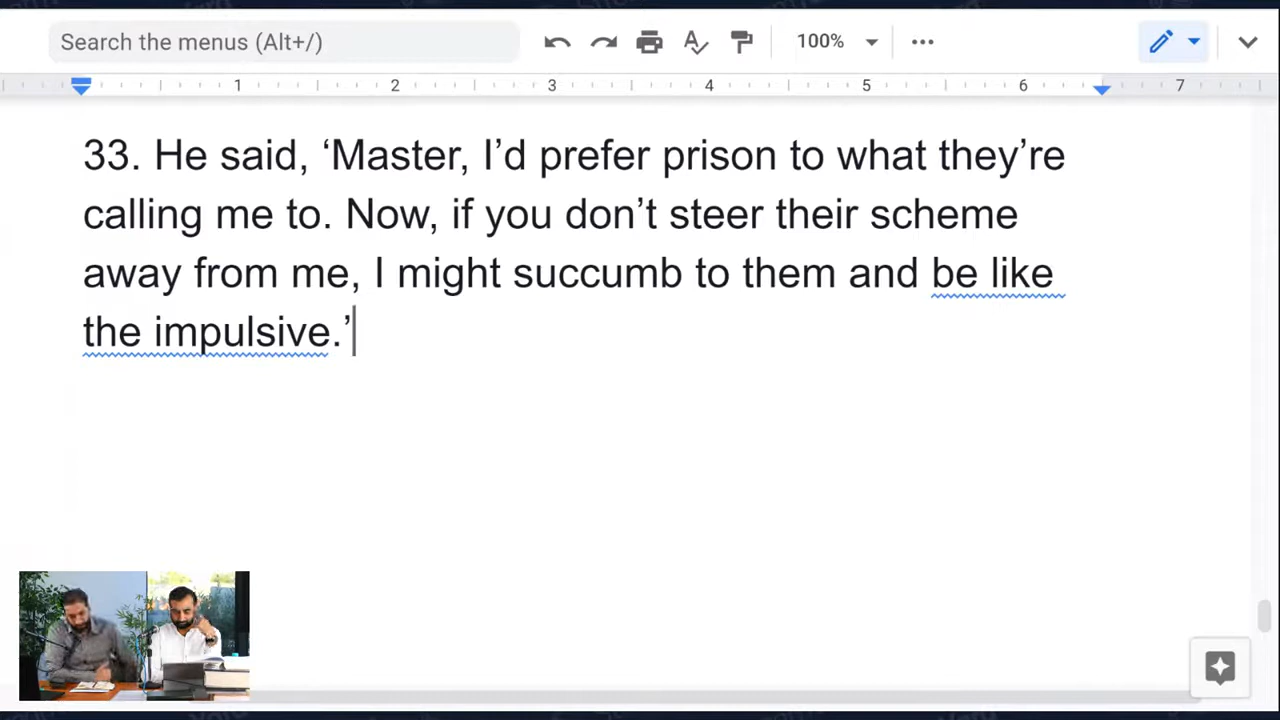 Search the menus (Alt+/)
100%
1 2 3 4 5 6 7
33. He said, ‘Master, I’d prefer prison to what they’re
calling me to. Now, if you don’t steer their scheme
away from me, I might succumb to them and be like
the impulsive.’